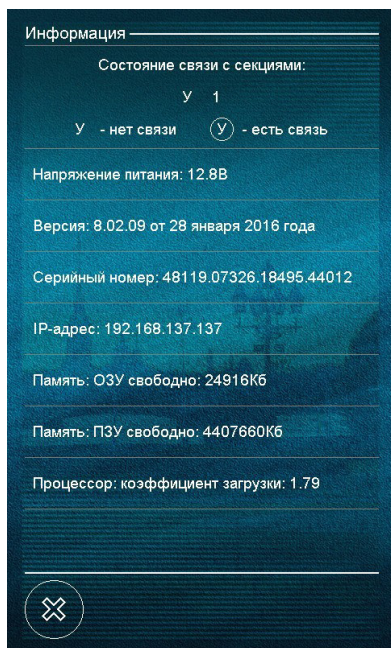 Информация
Состояние связи с секциями:
У 1
У - нет связи У - есть связь
Напряжение питания: 12.8В
Версия: 8.02.09 от 28 января 2016 года
Серийный номер: 48119.07326.18495.44012
IP-адрес: 192.168.137.137
Память: ОЗУ свободно: 24916Кб
Память: ПЗУ свободно: 4407660Кб
Процессор: коэффициент загрузки: 1.79